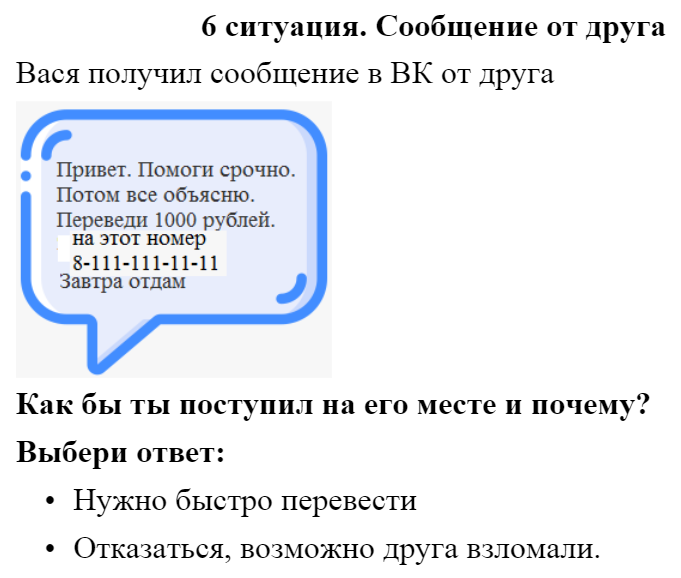 6 ситуация. Сообщение от друга
Вася получил сообщение в ВК от друга
Привет. Помоги срочно.
Потом все объясню.
Переведи 1000 рублей.
на этот номер
8-111-111-11-11
Завтра отдам
Как бы ты поступил на его месте и почему?
Выбери ответ:
• Нужно быстро перевести
• Отказаться, возможно друга взломали.